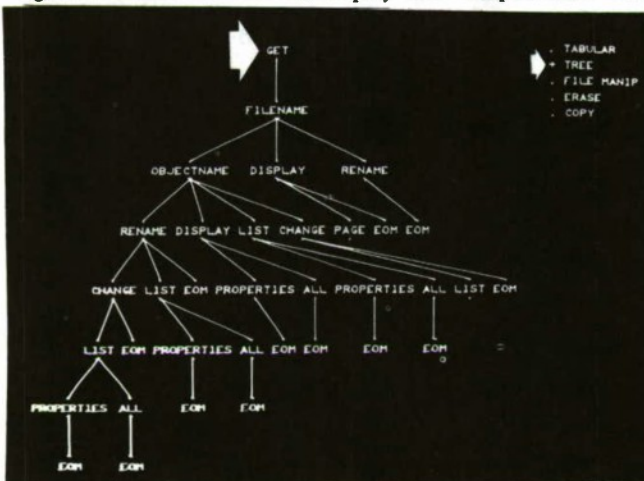 GET
. TABULAR
+ TREE
. FILE MANIP
. ERASE
. COPY
FILENAME
OBJECTNAME DISPLAY RENAME
RENAME DISPLAY LIST CHANGE PAGE EOM EOM
CHANGE LIST EOM PROPERTIES ALL PROPERTIES ALL LIST EOM
LIST EOM PROPERTIES ALL EOM EOM EOM EOM
PROPERTIES ALL EOM EOM
EOM EOM